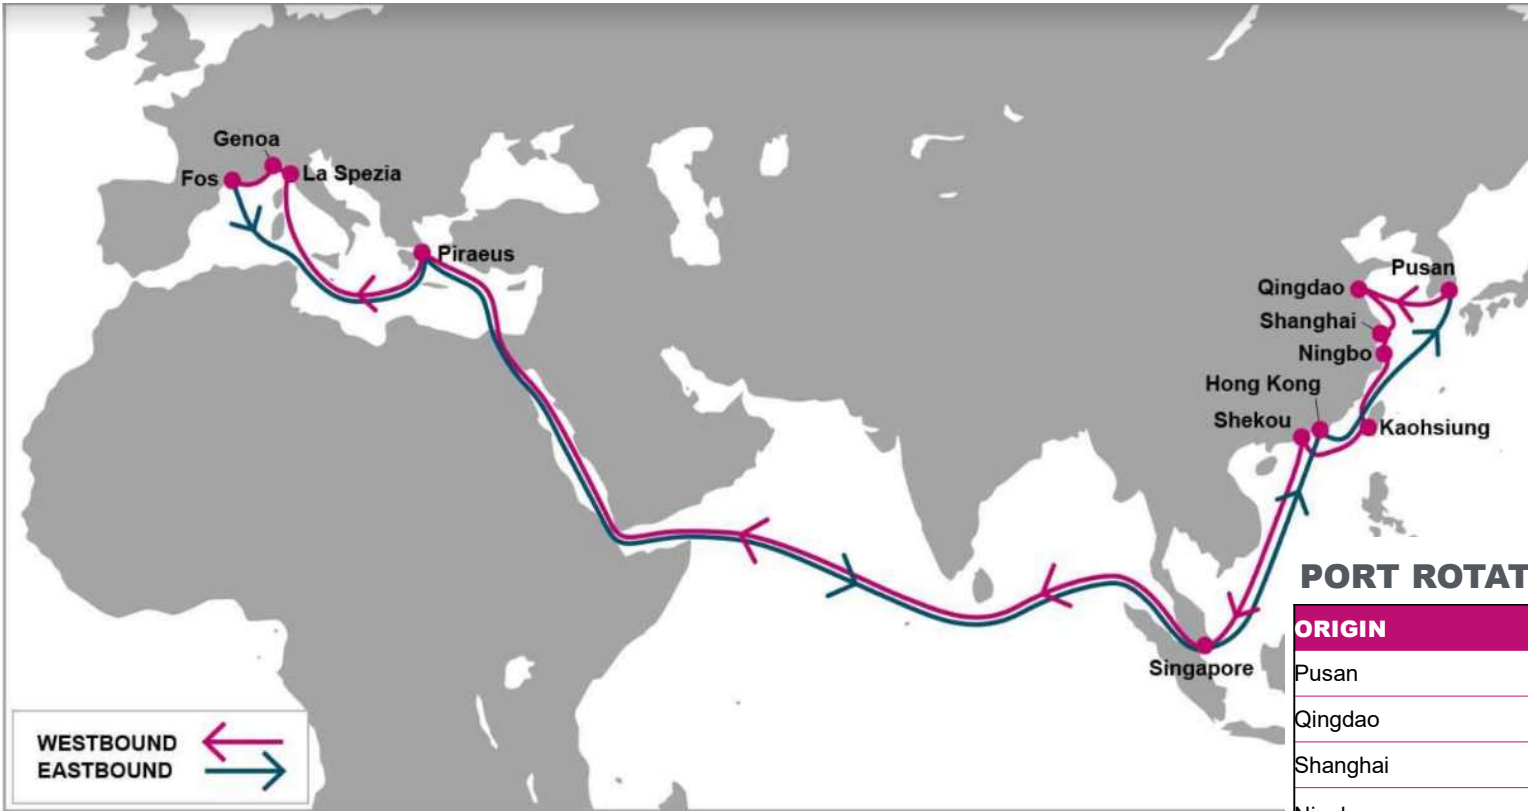 Genoa
Fos
La Spezia
Piraeus
Pusan
Qingdao
Shanghai
Ningbo
Hong Kong
Shekou
Kaohsiung
Singapore
WESTBOUND
EASTBOUND
PORT ROTAT
ORIGIN
Pusan
Qingdao
Shanghai